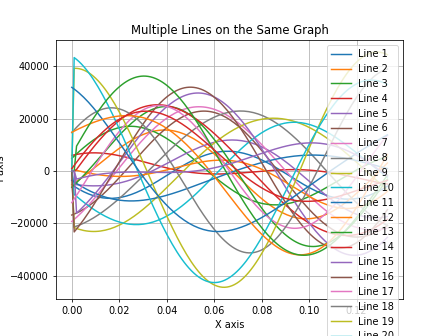 Multiple Lines on the Same Graph
40000
20000
0
−20000
−40000
0.00 0.02 0.04 0.06 0.08 0.10
X axis
axis
Line 1
Line 2
Line 3
Line 4
Line 5
Line 6
Line 7
Line 8
Line 9
Line 10
Line 11
Line 12
Line 13
Line 14
Line 15
Line 16
Line 17
Line 18
Line 19
Line 20